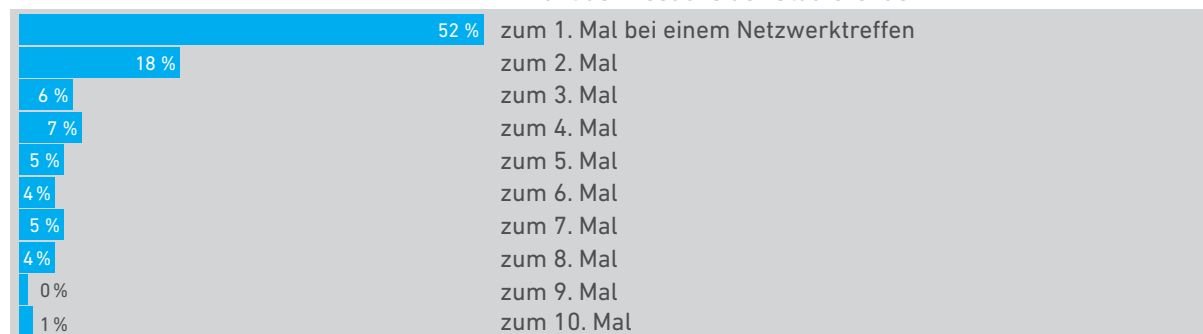 52 % zum 1. Mal bei einem Netzwerktreffen
18 % zum 2. Mal
6 % zum 3. Mal
7 % zum 4. Mal
5 % zum 5. Mal
4 % zum 6. Mal
5 % zum 7. Mal
4 % zum 8. Mal
0 % zum 9. Mal
1 % zum 10. Mal